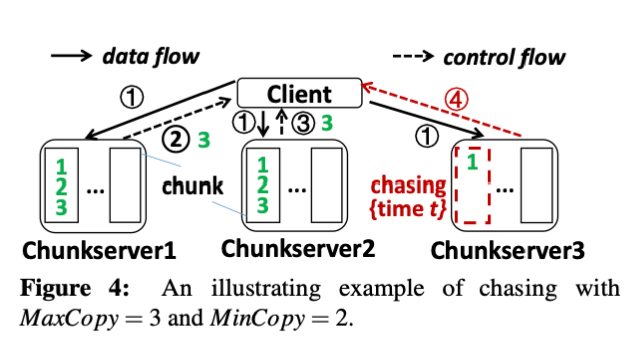 data flow
control flow
①
Client
④
② 3
①
③ 3
①
1
2
3
...
chunk
1
2
3
...
chasing
{time t}
1
...
Chunkserver1
Chunkserver2
Chunkserver3
Figure 4: An illustrating example of chasing with
MaxCopy = 3 and MinCopy = 2.